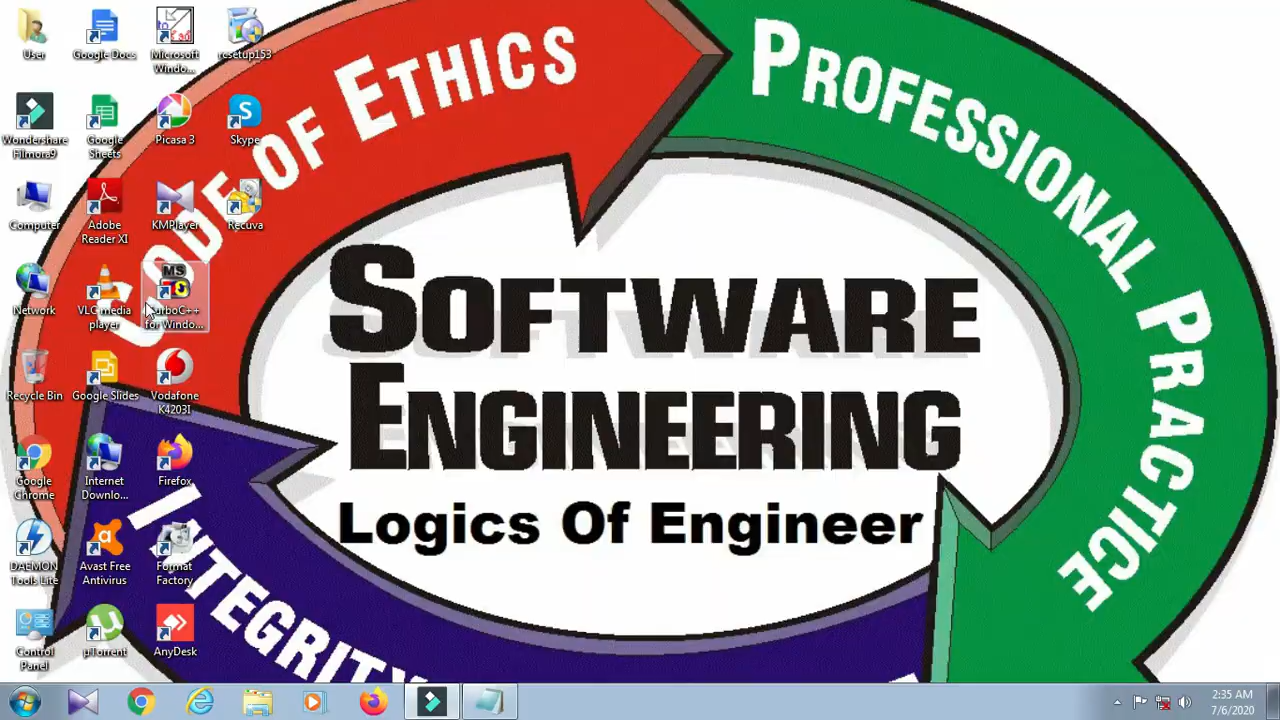 User
Google Docs
Microsoft
Windo...
resetup153
Wondershare
Filmora9
Google
Sheets
Picasa 3
Skype
Computer
Adobe
Reader XI
KMPlayer
Recuva
Network
VLC media
player
MS
TurboC++
for Windo...
Recycle Bin
Google Slides
Vodafone
K4203I
Google
Chrome
Internet
Downlo...
Firefox
DAEMON
Tools Lite
Avast Free
Antivirus
Format
Factory
Control
Panel
µTorrent
AnyDesk
CODE OF ETHICS
PROFESSIONAL PRACTICE
INTEGRITY
SOFTWARE
ENGINEERING
Logics Of Engineer
2:35 AM
7/6/2020